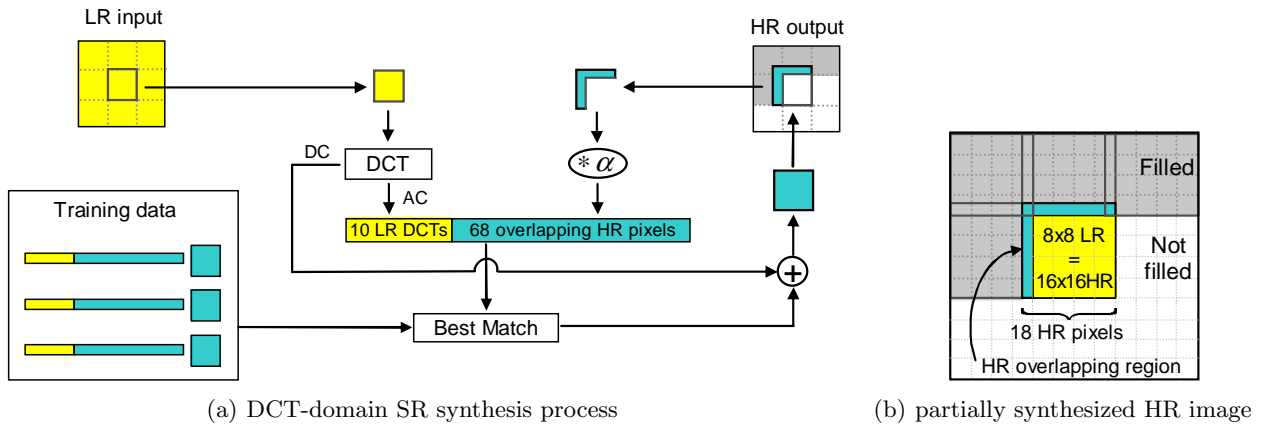 LR input
HR output
DC
DCT
* α
AC
Training data
10 LR DCTs
68 overlapping HR pixels
+
Best Match
(a) DCT-domain SR synthesis process
Filled
8x8 LR
=
16x16HR
Not
filled
18 HR pixels
HR overlapping region
(b) partially synthesized HR image